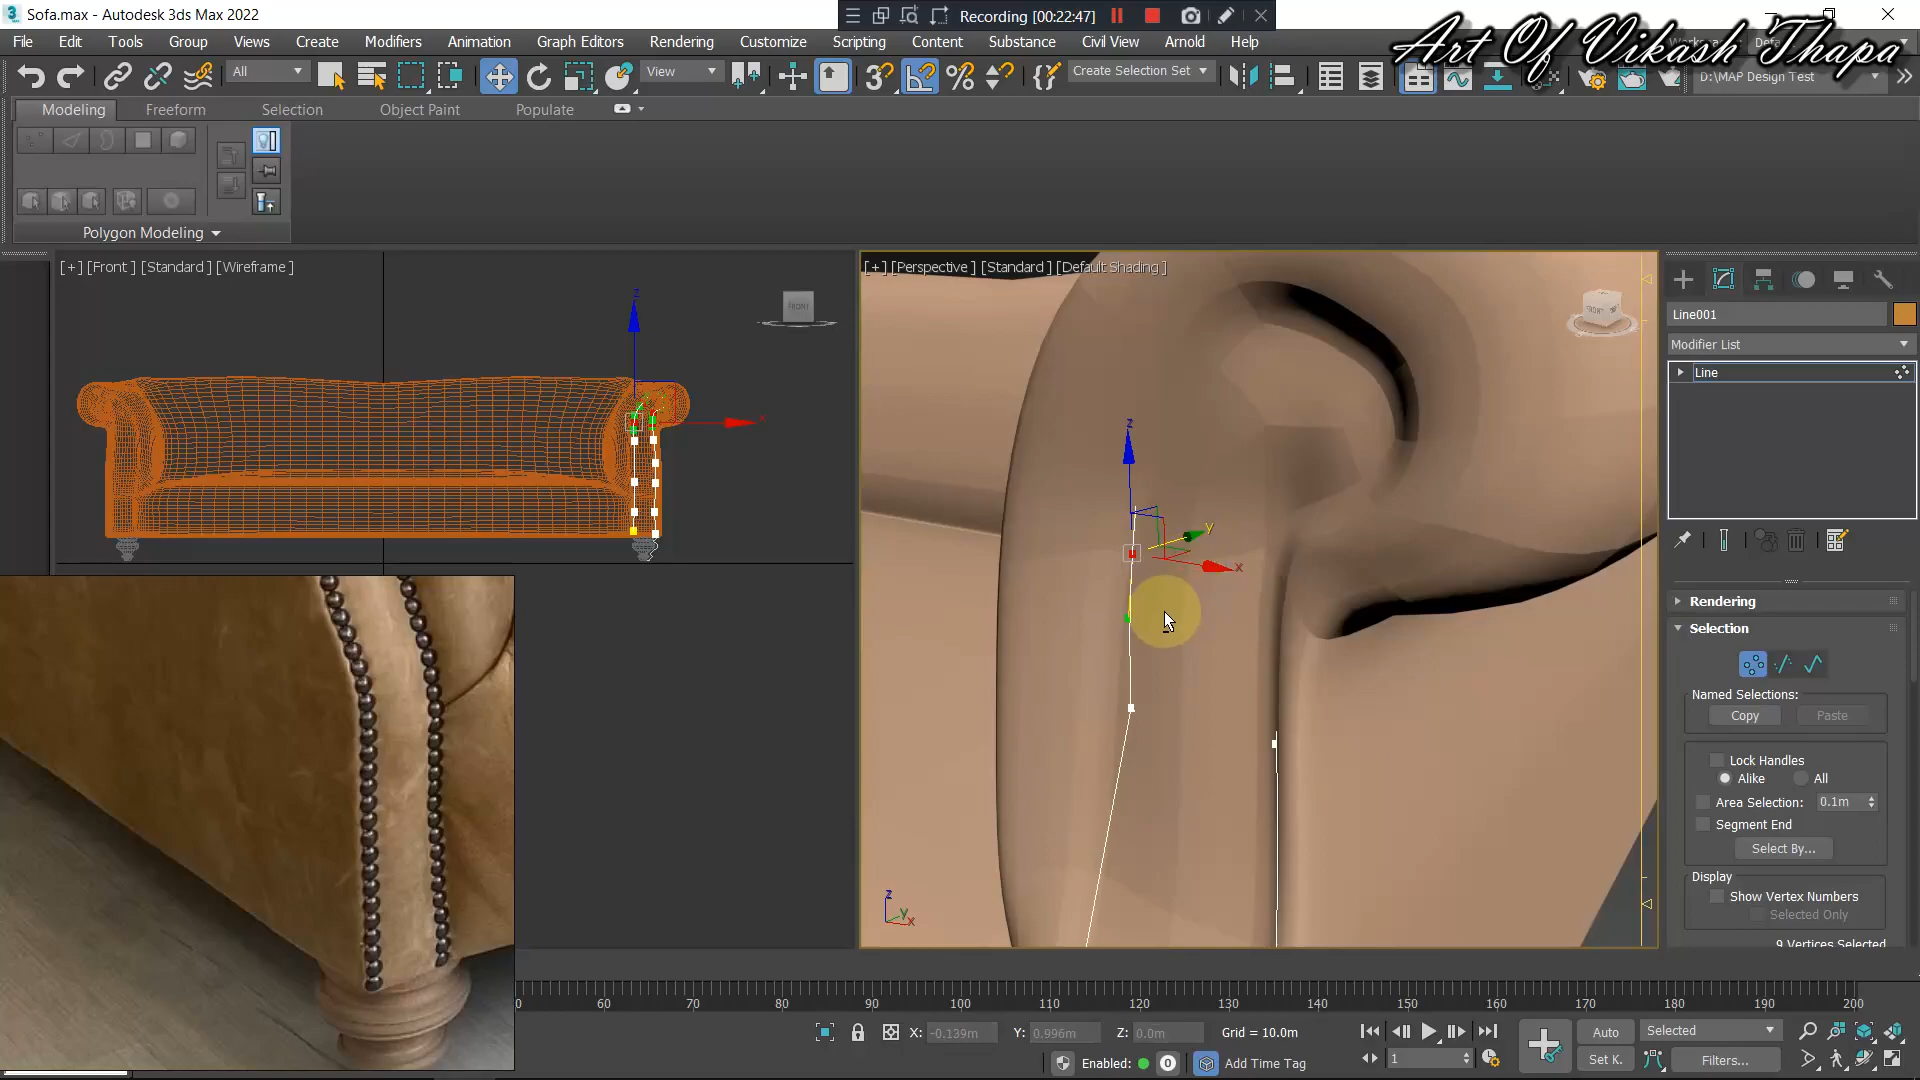 Sofa.max - Autodesk 3ds Max 2022
Recording [00:22:47]
Art Of Vikash Thapa
File Edit Tools Group Views Create Modifiers Animation Graph Editors Rendering Customize Scripting Content Substance Civil View Arnold Help
All View Create Selection Set D:\MAP Design Test
Modeling Freeform Selection Object Paint Populate
Polygon Modeling
[+] [Front ] [Standard ] [Wireframe ]
FRONT
[+] [Perspective ] [Standard ] [Default Shading ]
FRONT
Line001
Modifier List
Line
Rendering
Selection
Named Selections:
Copy Paste
Lock Handles
Alike All
Area Selection: 0.1m
Segment End
Select By...
Display
Show Vertex Numbers
Selected Only
9 Vertices Selected
z
x
z
y
x
z
y
x
0 60 70 80 90 100 110 120 130 140 150 160 170 180 190 200
X: -0.139m Y: 0.996m Z: 0.0m Grid = 10.0m
Auto Selected
Enabled: 0 Add Time Tag
1 Set K. Filters...